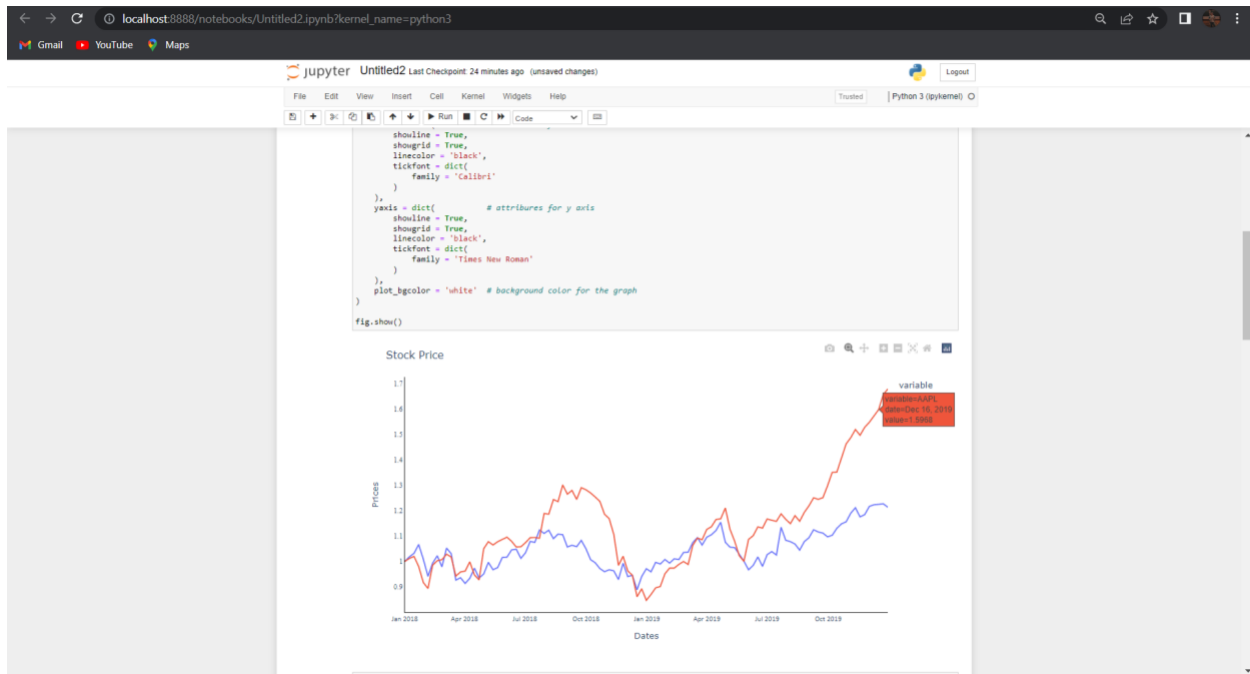 localhost:8888/notebooks/Untitled2.ipynb?kernel_name=python3
Gmail YouTube Maps
jupyter Untitled2 Last Checkpoint: 24 minutes ago (unsaved changes) Logout
File Edit View Insert Cell Kernel Widgets Help Trusted Python 3 (ipykernel)
Run Code
showline = True,
showgrid = True,
linecolor = 'black',
tickfont = dict(
family = 'Calibri'
)
),
yaxis = dict( # attribures for y axis
showline = True,
showgrid = True,
linecolor = 'black',
tickfont = dict(
family = 'Times New Roman'
)
),
plot_bgcolor = 'white' # background color for the graph
)
fig.show()
Stock Price
variable
variable=AAPL
date=Dec 16, 2019
value=1.5968
1.7
1.6
1.5
1.4
1.3
1.2
1.1
1
0.9
Prices
Jan 2018 Apr 2018 Jul 2018 Oct 2018 Jan 2019 Apr 2019 Jul 2019 Oct 2019
Dates